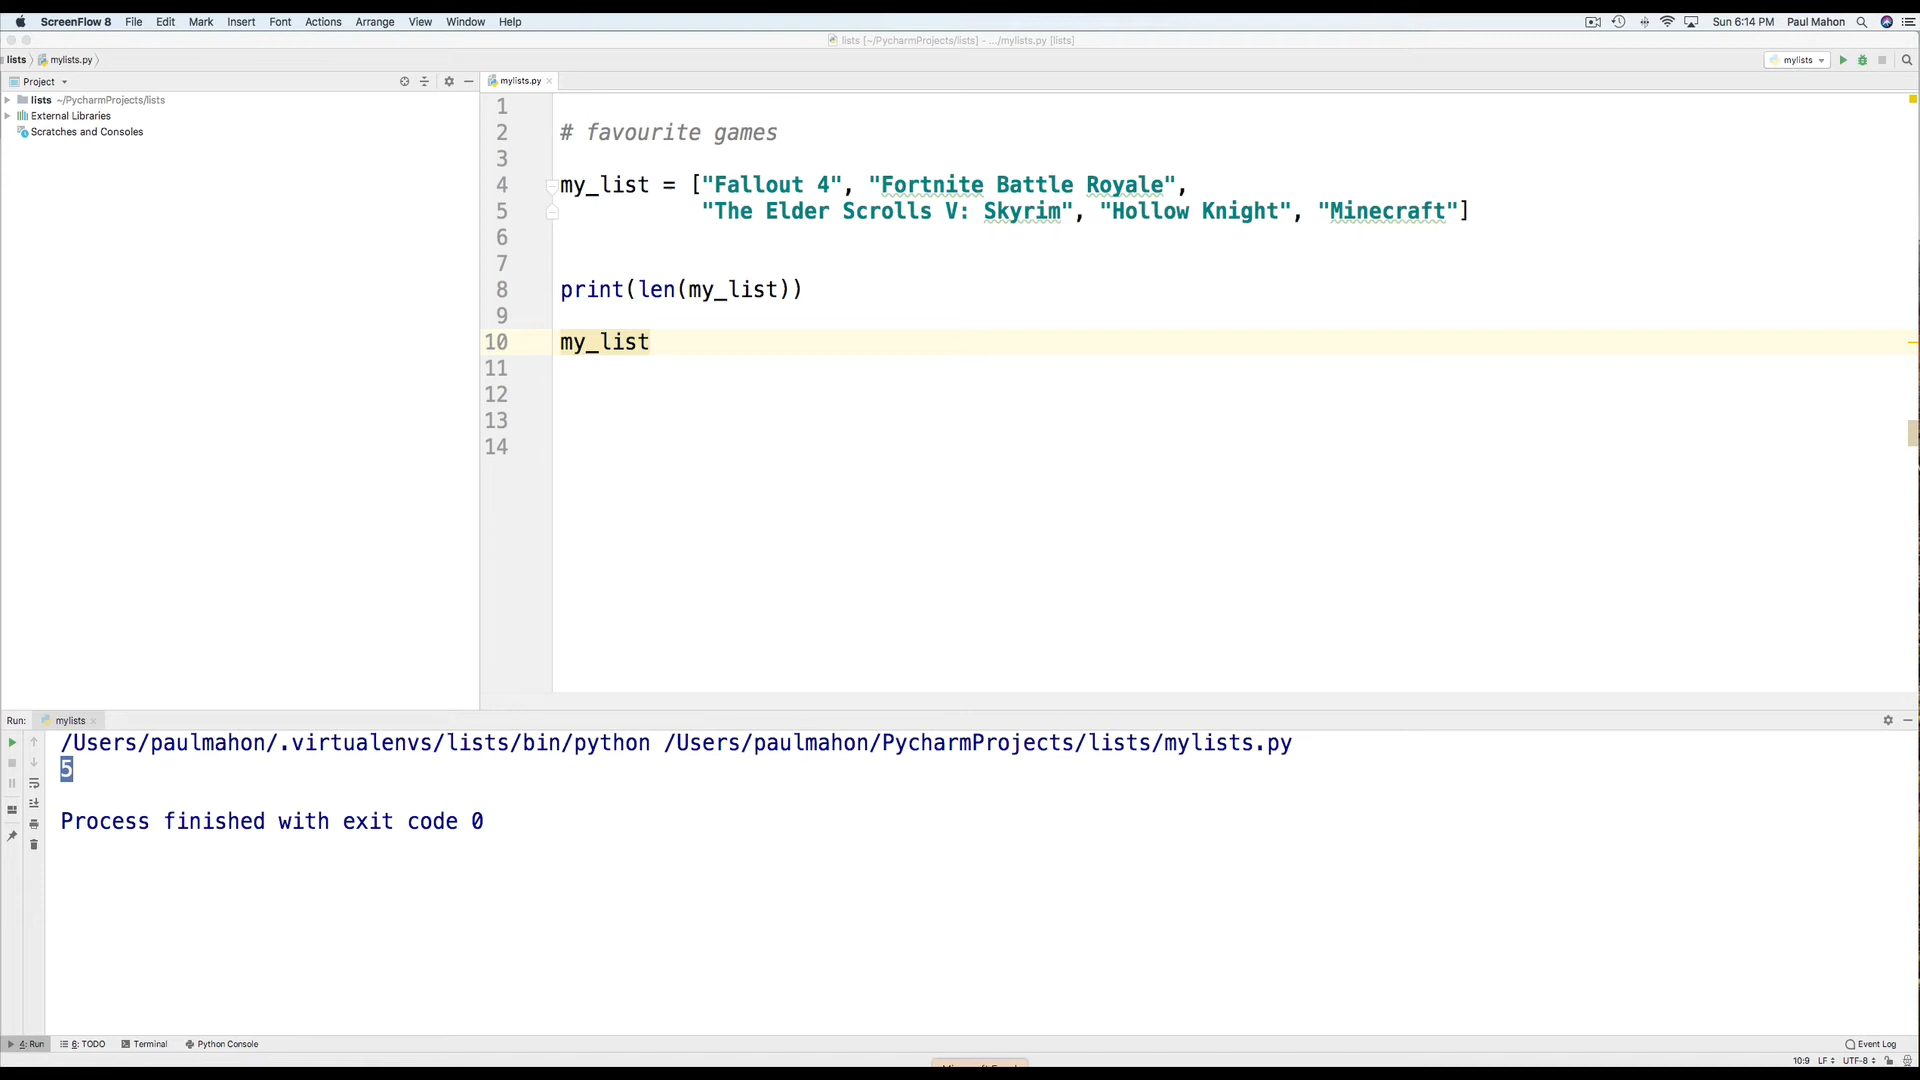 ScreenFlow 8 File Edit Mark Insert Font Actions Arrange View Window Help Sun 6:14 PM Paul Mahon
lists [~/PycharmProjects/lists] - .../mylists.py [lists]
lists mylists.py mylists
Project mylists.py
lists ~/PycharmProjects/lists
External Libraries
Scratches and Consoles
1
2 # favourite games
3
4 my_list = ["Fallout 4", "Fortnite Battle Royale",
5 "The Elder Scrolls V: Skyrim", "Hollow Knight", "Minecraft"]
6
7
8 print(len(my_list))
9
10 my_list
11
12
13
14
Run: mylists
/Users/paulmahon/.virtualenvs/lists/bin/python /Users/paulmahon/PycharmProjects/lists/mylists.py
5
Process finished with exit code 0
4: Run 6: TODO Terminal Python Console Event Log
10:9 LF UTF-8